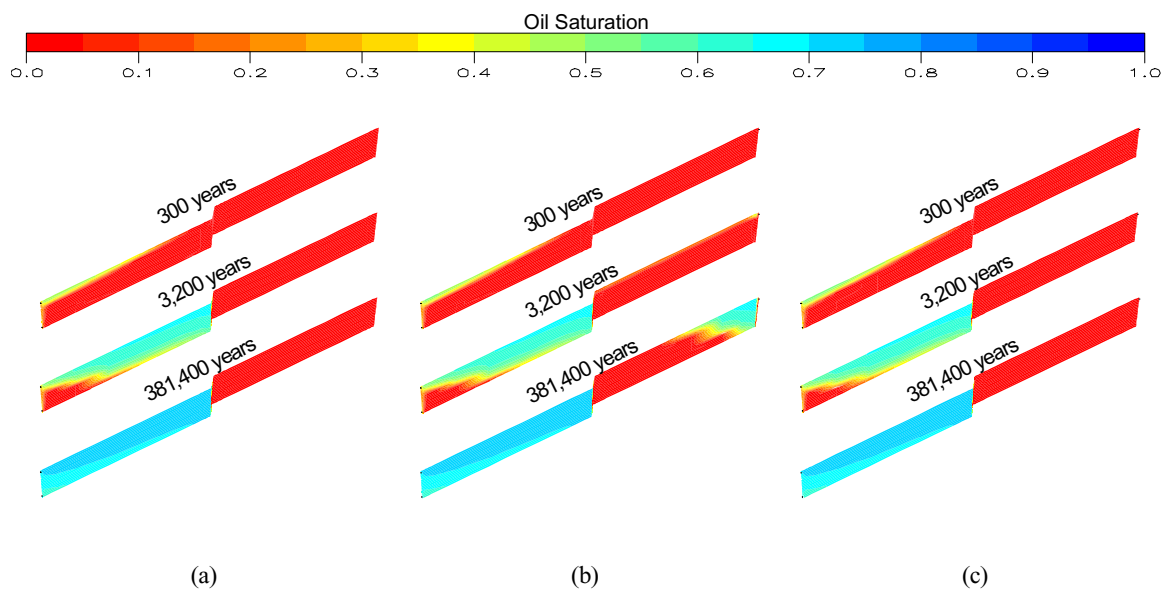 Oil Saturation
0.0 0.1 0.2 0.3 0.4 0.5 0.6 0.7 0.8 0.9 1.0
300 years
3,200 years
381,400 years
300 years
3,200 years
381,400 years
300 years
3,200 years
381,400 years
(a) (b) (c)